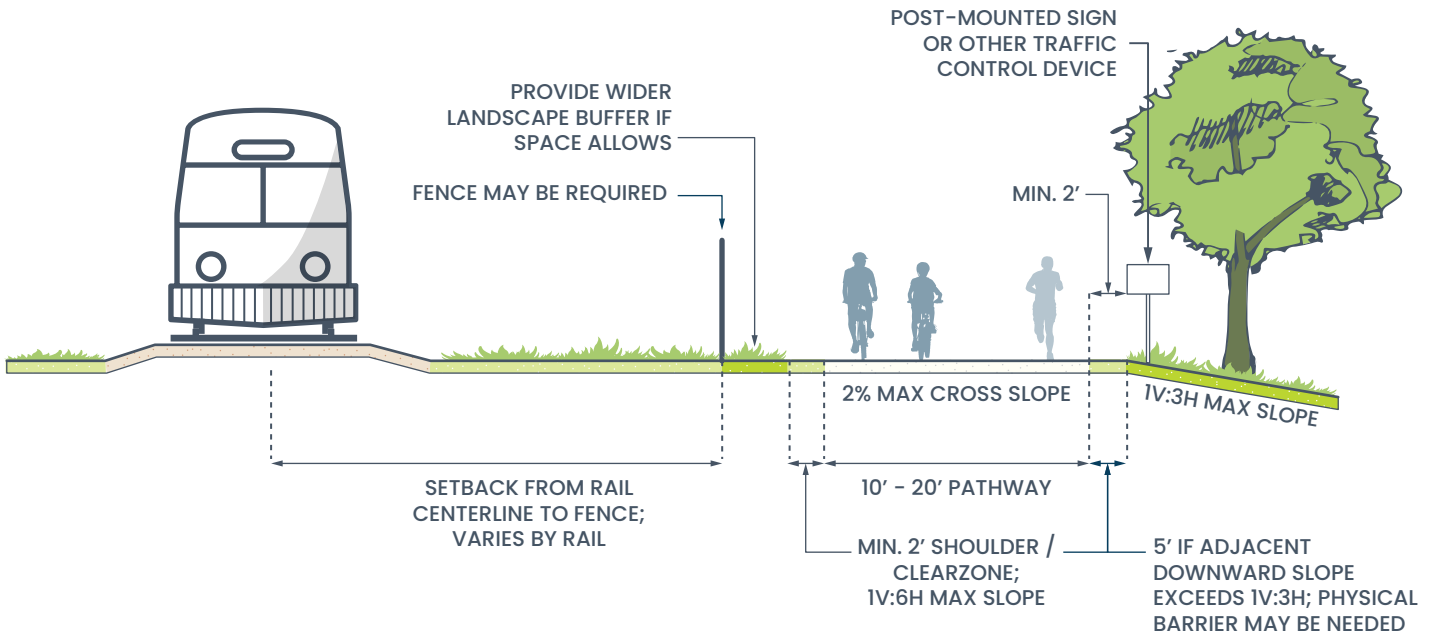 POST-MOUNTED SIGN
OR OTHER TRAFFIC
CONTROL DEVICE
PROVIDE WIDER
LANDSCAPE BUFFER IF
SPACE ALLOWS
FENCE MAY BE REQUIRED
MIN. 2’
2% MAX CROSS SLOPE
1V:3H MAX SLOPE
SETBACK FROM RAIL
CENTERLINE TO FENCE;
VARIES BY RAIL
10’ - 20’ PATHWAY
MIN. 2’ SHOULDER /
CLEARZONE;
1V:6H MAX SLOPE
5’ IF ADJACENT
DOWNWARD SLOPE
EXCEEDS 1V:3H; PHYSICAL
BARRIER MAY BE NEEDED